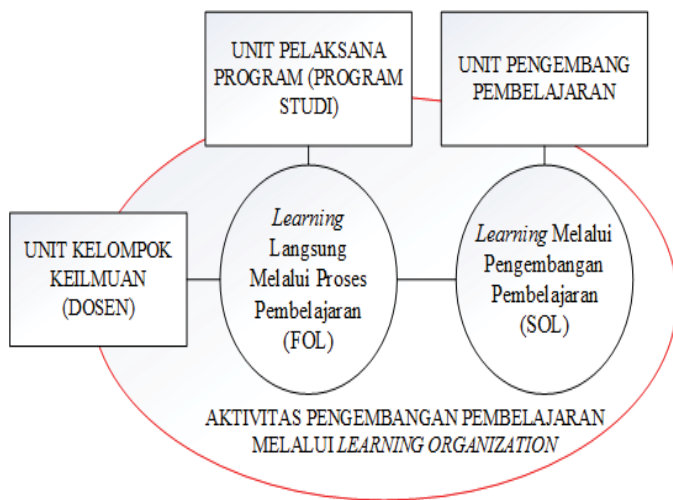 UNIT PELAKSANA
PROGRAM (PROGRAM
STUDI)
UNIT PENGEMBANG
PEMBELAJARAN
UNIT KELOMPOK
KEILMUAN
(DOSEN)
Learning
Langsung
Melalui Proses
Pembelajaran
(FOL)
Learning Melalui
Pengembangan
Pembelajaran
(SOL)
AKTIVITAS PENGEMBANGAN PEMBELAJARAN
MELALUI LEARNING ORGANIZATION